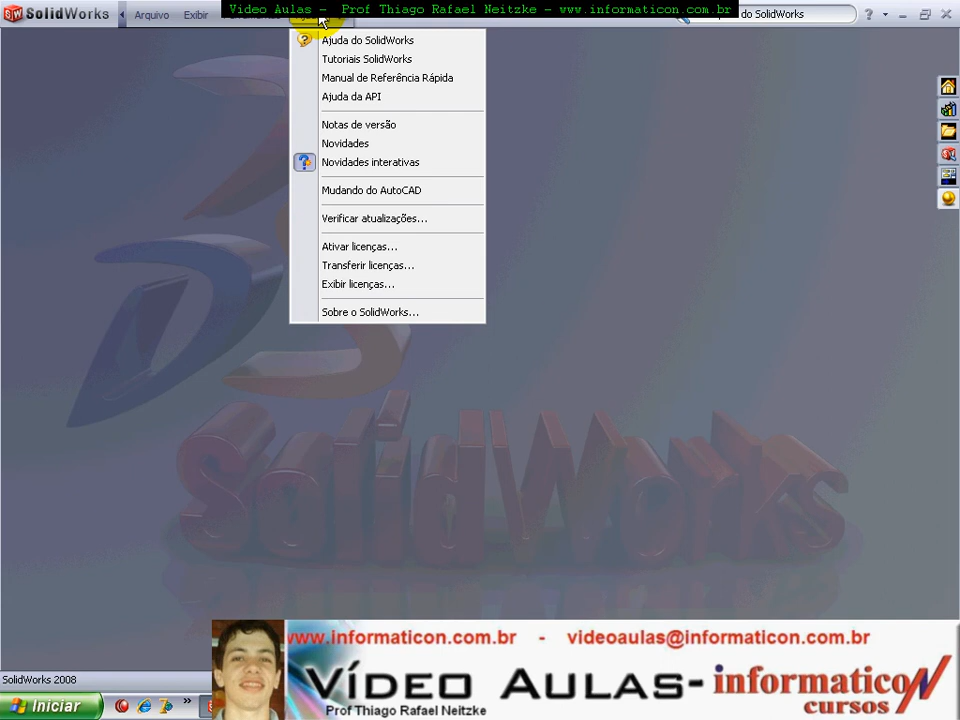 Video Aulas - Prof Thiago Rafael Neitzke - www.informaticon.com.br
SolidWorks Arquivo Exibir do SolidWorks ?
Ajuda do SolidWorks
Tutoriais SolidWorks
Manual de Referência Rápida
Ajuda da API
Notas de versão
Novidades
Novidades interativas
Mudando do AutoCAD
Verificar atualizações...
Ativar licenças...
Transferir licenças...
Exibir licenças...
Sobre o SolidWorks...
SolidWorks
www.informaticon.com.br - videoaulas@informaticon.com.br
VÍDEO AULAS- informaticon
cursos
Prof Thiago Rafael Neitzke
SolidWorks 2008
Iniciar